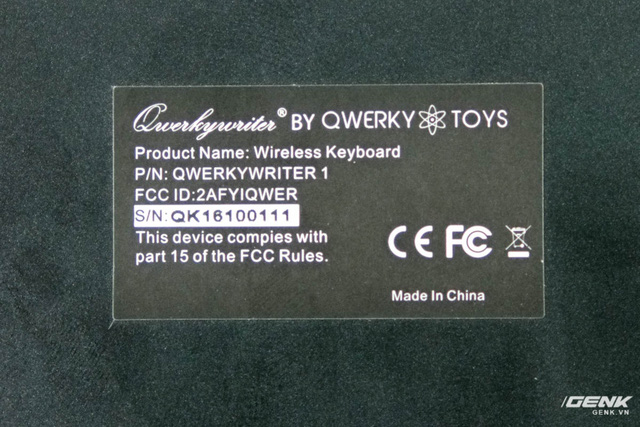 Qwerkywriter® BY QWERKY TOYS
Product Name: Wireless Keyboard
P/N: QWERKYWRITER 1
FCC ID:2AFYIQWER
S/N: QK16100111
This device compies with
part 15 of the FCC Rules.
CE FC
Made In China
GENK
GENK.VN